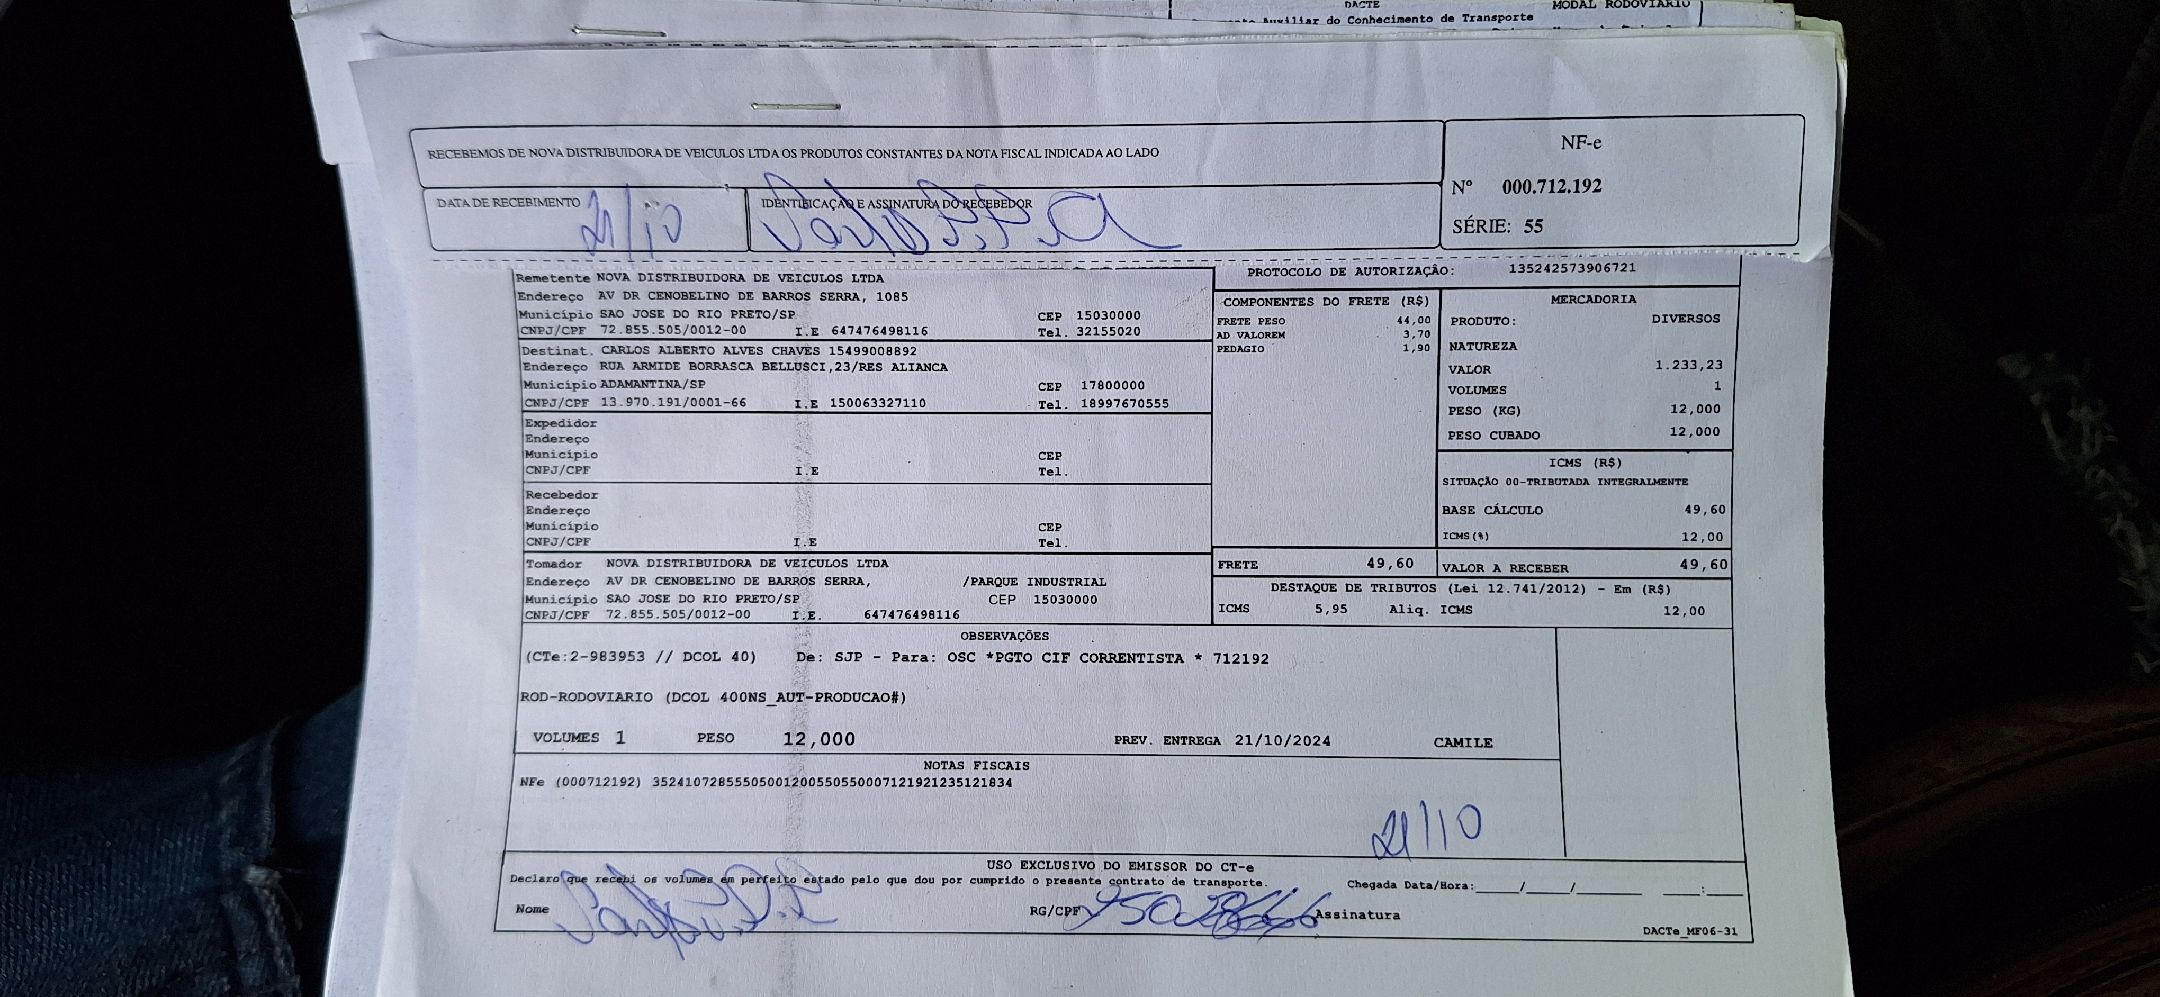 DACTE
MODAL RODOVIÁRIO
Auxiliar do Conhecimento de Transporte
RECEBEMOS DE NOVA DISTRIBUIDORA DE VEICULOS LTDA OS PRODUTOS CONSTANTES DA NOTA FISCAL INDICADA AO LADO
NF-e
Nº 000.712.192
SÉRIE: 55
DATA DE RECEBIMENTO 21/10
IDENTIFICAÇÃO E ASSINATURA DO RECEBEDOR
Remetente NOVA DISTRIBUIDORA DE VEICULOS LTDA
Endereço AV DR CENOBELINO DE BARROS SERRA, 1085
Município SAO JOSE DO RIO PRETO/SP CEP 15030000
CNPJ/CPF 72.855.505/0012-00 I.E 647476498116 Tel. 32155020
Destinat. CARLOS ALBERTO ALVES CHAVES 15499008892
Endereço RUA ARMIDE BORRASCA BELLUSCI,23/RES ALIANCA
Município ADAMANTINA/SP CEP 17800000
CNPJ/CPF 13.970.191/0001-66 I.E 150063327110 Tel. 18997670555
Expedidor
Endereço
Município CEP
CNPJ/CPF I.E Tel.
Recebedor
Endereço
Município CEP
CNPJ/CPF I.E Tel.
Tomador NOVA DISTRIBUIDORA DE VEICULOS LTDA
Endereço AV DR CENOBELINO DE BARROS SERRA, /PARQUE INDUSTRIAL
Município SAO JOSE DO RIO PRETO/SP CEP 15030000
CNPJ/CPF 72.855.505/0012-00 I.E. 647476498116
PROTOCOLO DE AUTORIZAÇÃO: 135242573906721
COMPONENTES DO FRETE (R$)
FRETE PESO 44,00
AD VALOREM 3,70
PEDAGIO 1,90
MERCADORIA
PRODUTO: DIVERSOS
NATUREZA
VALOR 1.233,23
VOLUMES 1
PESO (KG) 12,000
PESO CUBADO 12,000
ICMS (R$)
SITUAÇÃO 00-TRIBUTADA INTEGRALMENTE
BASE CÁLCULO 49,60
ICMS(%) 12,00
FRETE 49,60
VALOR A RECEBER 49,60
DESTAQUE DE TRIBUTOS (Lei 12.741/2012) - Em (R$)
ICMS 5,95 Aliq. ICMS 12,00
OBSERVAÇÕES
(CTe:2-983953 // DCOL 40) De: SJP - Para: OSC *PGTO CIF CORRENTISTA * 712192
ROD-RODOVIARIO (DCOL 400NS_AUT-PRODUCAO#)
VOLUMES 1 PESO 12,000 PREV. ENTREGA 21/10/2024 CAMILE
NOTAS FISCAIS
NFe (000712192) 35241072855505001200550550007121921235121834
21/10
USO EXCLUSIVO DO EMISSOR DO CT-e
Declaro que recebi os volumes em perfeito estado pelo que dou por cumprido o presente contrato de transporte. Chegada Data/Hora:____/____/______ ____:____
Nome RG/CPF Assinatura
DACTe_MF06-31